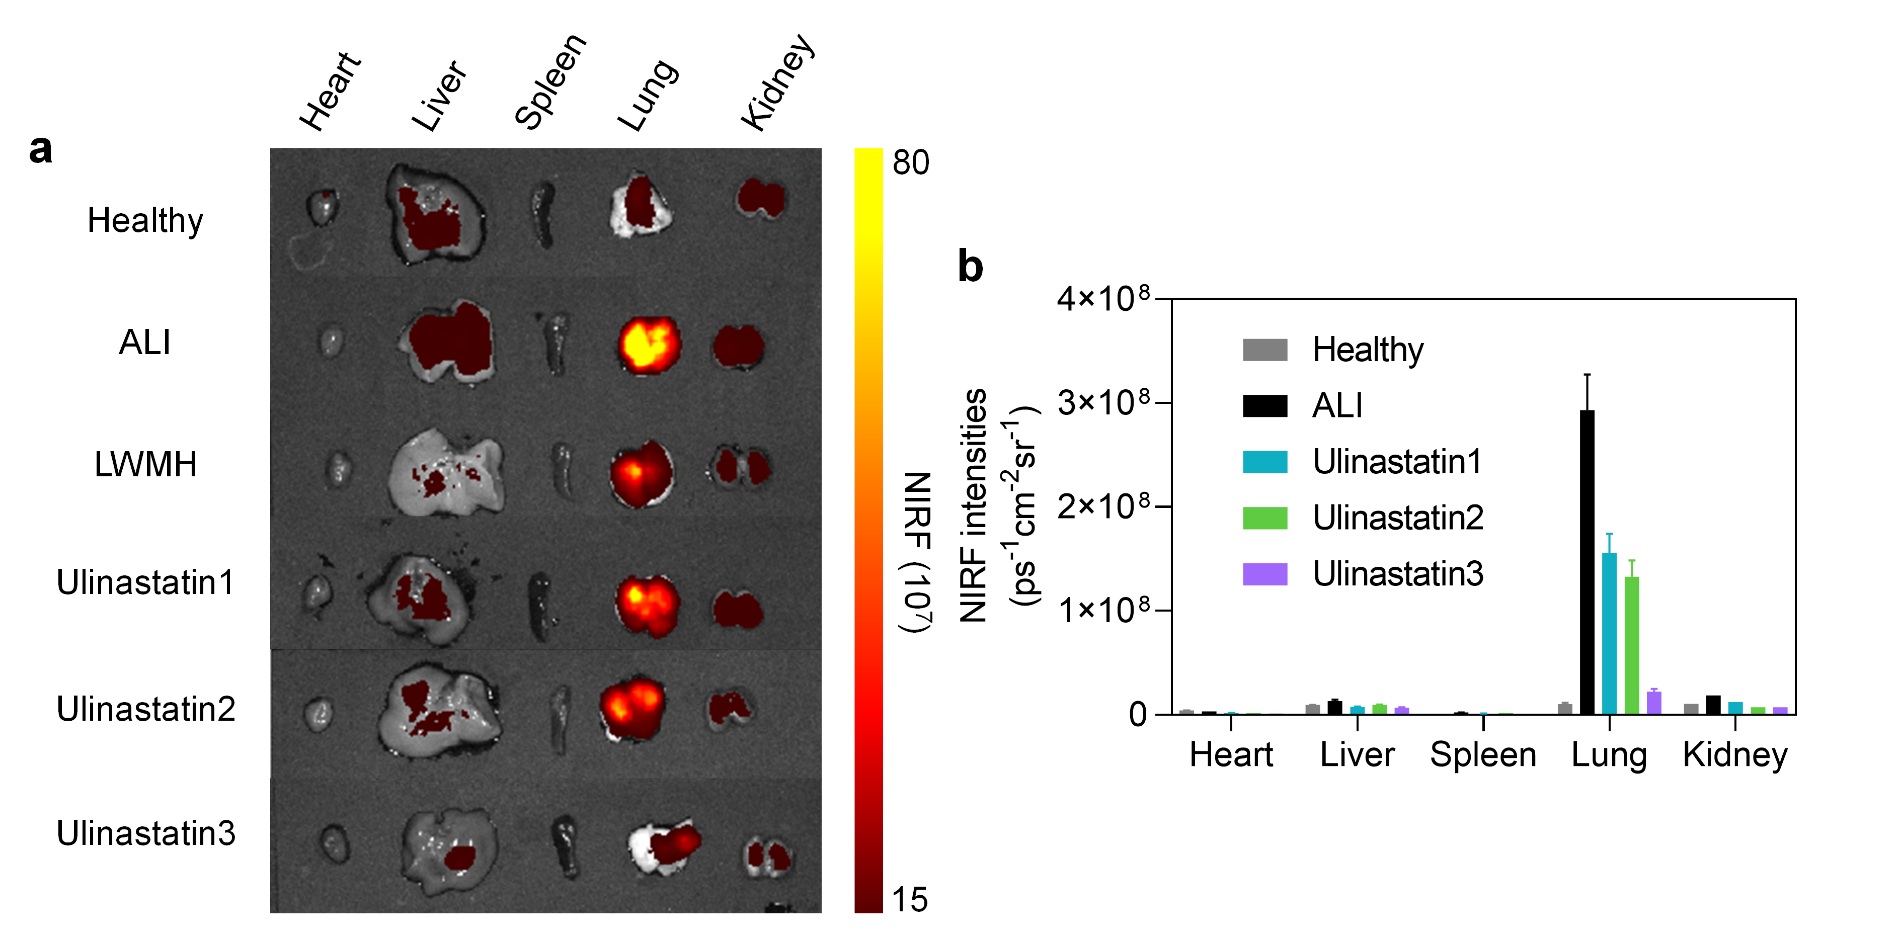 a
Heart
Liver
Spleen
Lung
Kidney
Healthy
ALI
LWMH
Ulinastatin1
Ulinastatin2
Ulinastatin3
80
15
NIRF (10⁷)
b
NIRF intensities
(ps⁻¹cm⁻²sr⁻¹)
4×10⁸
3×10⁸
2×10⁸
1×10⁸
0
Healthy
ALI
Ulinastatin1
Ulinastatin2
Ulinastatin3
Heart
Liver
Spleen
Lung
Kidney